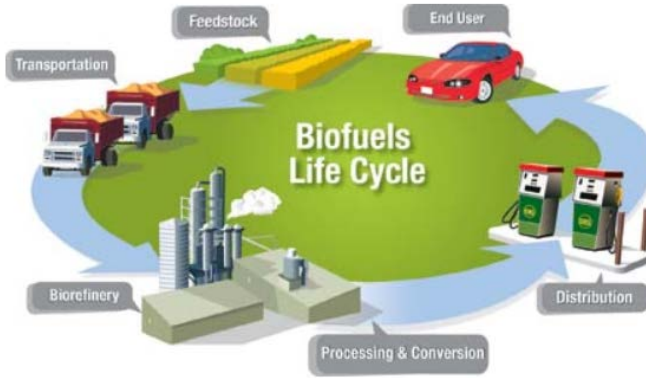 Feedstock
End User
Transportation
Biofuels
Life Cycle
Biorefinery
Distribution
Processing & Conversion